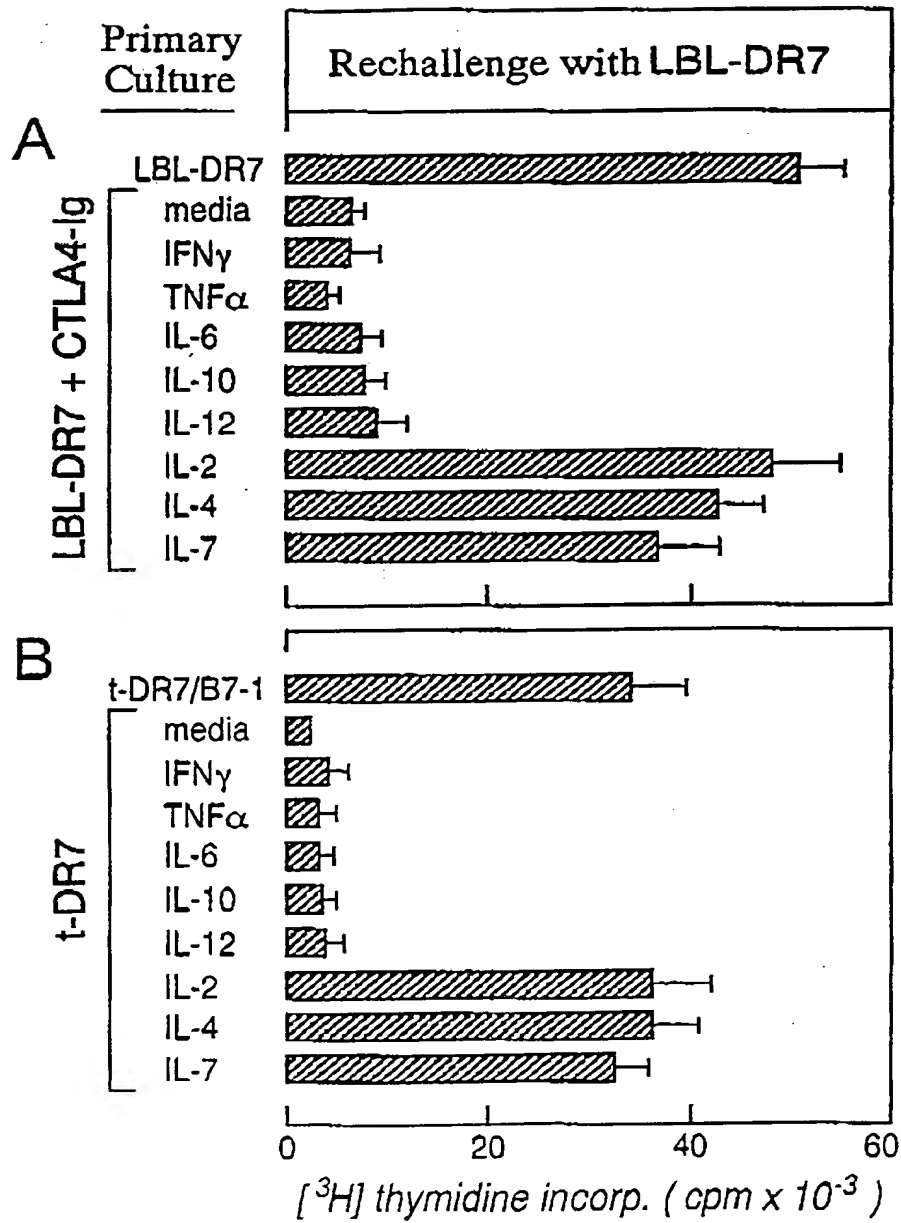 Primary
Culture
Rechallenge with LBL-DR7
A
LBL-DR7
LBL-DR7 + CTLA4-Ig
media
IFNγ
TNFα
IL-6
IL-10
IL-12
IL-2
IL-4
IL-7
B
t-DR7/B7-1
t-DR7
media
IFNγ
TNFα
IL-6
IL-10
IL-12
IL-2
IL-4
IL-7
0 20 40 60
[³H] thymidine incorp. ( cpm x 10⁻³ )